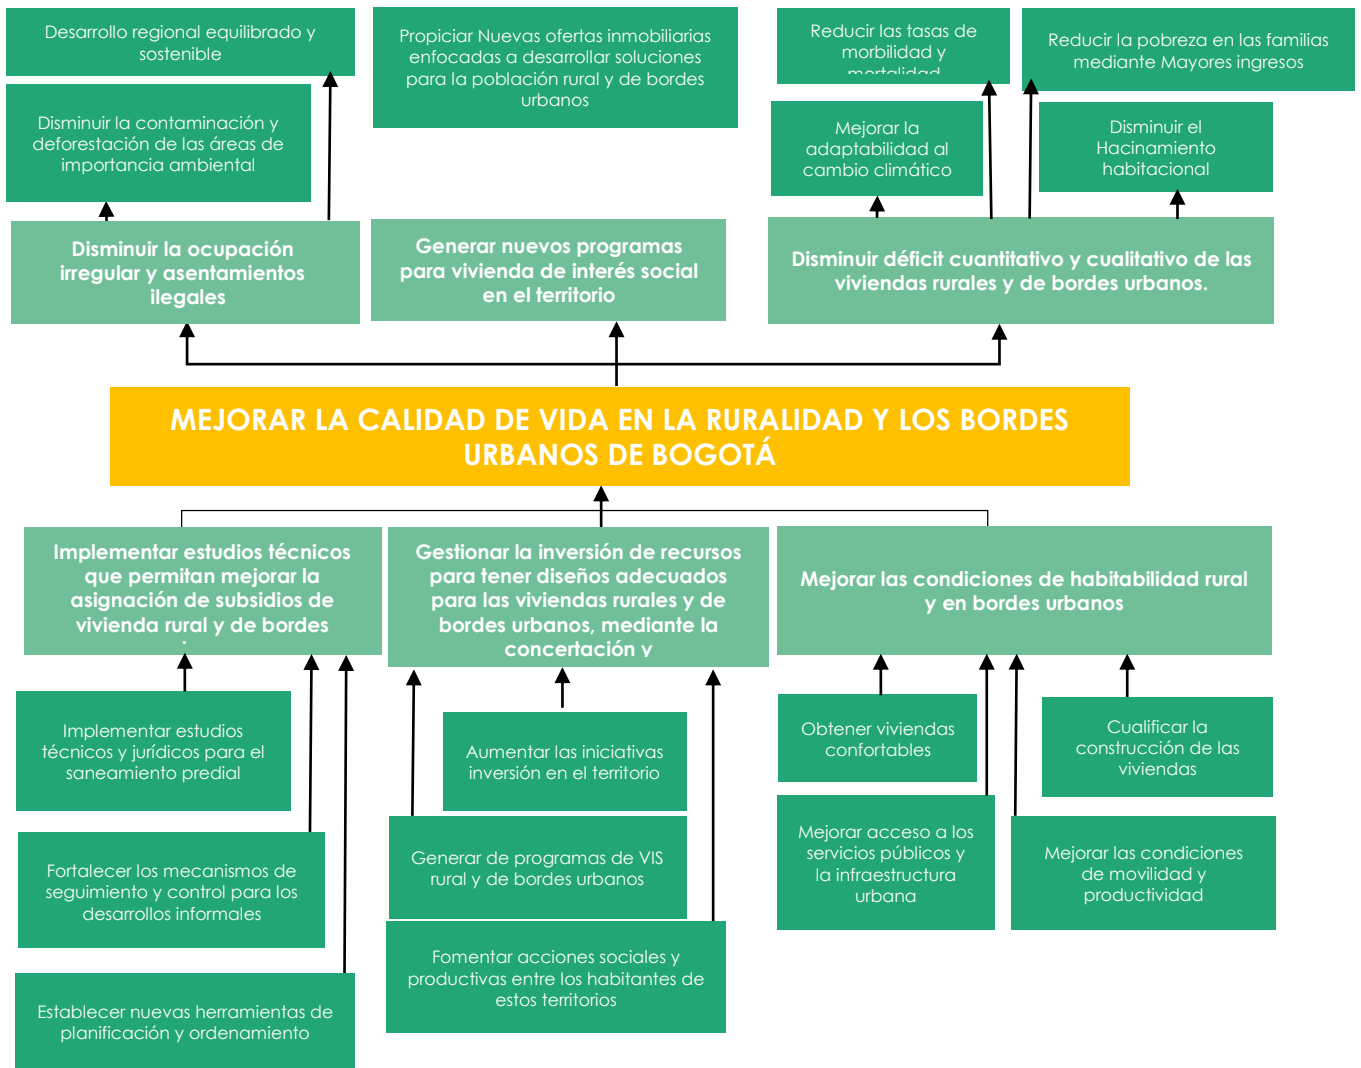 Desarrollo regional equilibrado y
sostenible
Propiciar Nuevas ofertas inmobiliarias
enfocadas a desarrollar soluciones
para la población rural y de bordes
urbanos
Reducir las tasas de
morbilidad y
mortalidad
Reducir la pobreza en las familias
mediante Mayores ingresos
Disminuir la contaminación y
deforestación de las áreas de
importancia ambiental
Mejorar la
adaptabilidad al
cambio climático
Disminuir el
Hacinamiento
habitacional
Disminuir la ocupación
irregular y asentamientos
ilegales
Generar nuevos programas
para vivienda de interés social
en el territorio
Disminuir déficit cuantitativo y cualitativo de las
viviendas rurales y de bordes urbanos.
MEJORAR LA CALIDAD DE VIDA EN LA RURALIDAD Y LOS BORDES
URBANOS DE BOGOTÁ
Implementar estudios técnicos
que permitan mejorar la
asignación de subsidios de
vivienda rural y de bordes
Gestionar la inversión de recursos
para tener diseños adecuados
para las viviendas rurales y de
bordes urbanos, mediante la
concertación y
Mejorar las condiciones de habitabilidad rural
y en bordes urbanos
Implementar estudios
técnicos y jurídicos para el
saneamiento predial
Aumentar las iniciativas
inversión en el territorio
Obtener viviendas
confortables
Cualificar la
construcción de las
viviendas
Fortalecer los mecanismos de
seguimiento y control para los
desarrollos informales
Generar de programas de VIS
rural y de bordes urbanos
Mejorar acceso a los
servicios públicos y
la infraestructura
urbana
Mejorar las condiciones
de movilidad y
productividad
Establecer nuevas herramientas de
planificación y ordenamiento
Fomentar acciones sociales y
productivas entre los habitantes de
estos territorios